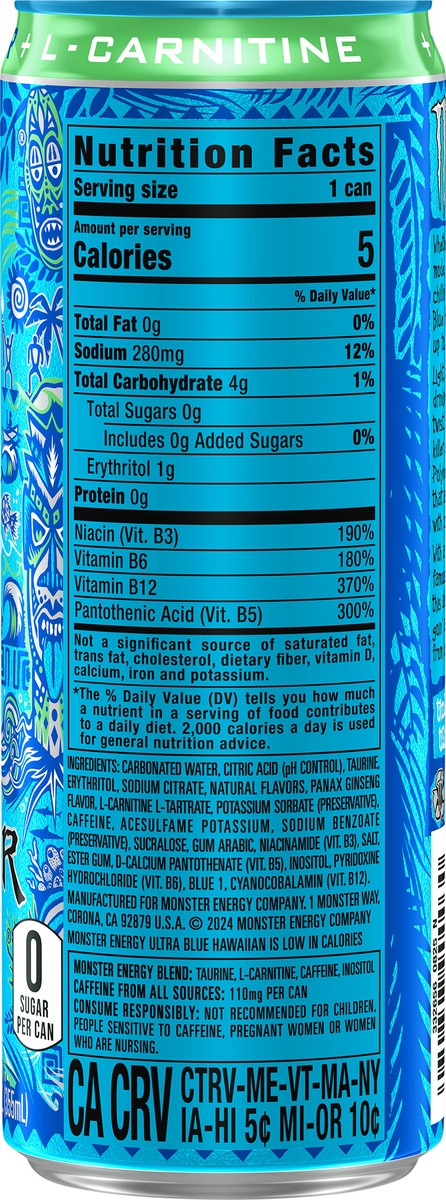 + L-CARNITINE +
Nutrition Facts
Serving size 1 can
Amount per serving
Calories 5
% Daily Value*
Total Fat 0g 0%
Sodium 280mg 12%
Total Carbohydrate 4g 1%
Total Sugars 0g
Includes 0g Added Sugars 0%
Erythritol 1g
Protein 0g
Niacin (Vit. B3) 190%
Vitamin B6 180%
Vitamin B12 370%
Pantothenic Acid (Vit. B5) 300%
Not a significant source of saturated fat,
trans fat, cholesterol, dietary fiber, vitamin D,
calcium, iron and potassium.
*The % Daily Value (DV) tells you how much
a nutrient in a serving of food contributes
to a daily diet. 2,000 calories a day is used
for general nutrition advice.
INGREDIENTS: CARBONATED WATER, CITRIC ACID (pH CONTROL), TAURINE,
ERYTHRITOL, SODIUM CITRATE, NATURAL FLAVORS, PANAX GINSENG
FLAVOR, L-CARNITINE L-TARTRATE, POTASSIUM SORBATE (PRESERVATIVE),
CAFFEINE, ACESULFAME POTASSIUM, SODIUM BENZOATE
(PRESERVATIVE), SUCRALOSE, GUM ARABIC, NIACINAMIDE (VIT. B3), SALT,
ESTER GUM, D-CALCIUM PANTOTHENATE (VIT. B5), INOSITOL, PYRIDOXINE
HYDROCHLORIDE (VIT. B6), BLUE 1, CYANOCOBALAMIN (VIT. B12).
MANUFACTURED FOR MONSTER ENERGY COMPANY. 1 MONSTER WAY,
CORONA, CA 92879 U.S.A. © 2024 MONSTER ENERGY COMPANY
MONSTER ENERGY ULTRA BLUE HAWAIIAN IS LOW IN CALORIES
MONSTER ENERGY BLEND: TAURINE, L-CARNITINE, CAFFEINE, INOSITOL
CAFFEINE FROM ALL SOURCES: 110mg PER CAN
CONSUME RESPONSIBLY: NOT RECOMMENDED FOR CHILDREN,
PEOPLE SENSITIVE TO CAFFEINE, PREGNANT WOMEN OR WOMEN
WHO ARE NURSING.
CA CRV CTRV-ME-VT-MA-NY
IA-HI 5¢ MI-OR 10¢
R
0
SUGAR
PER CAN